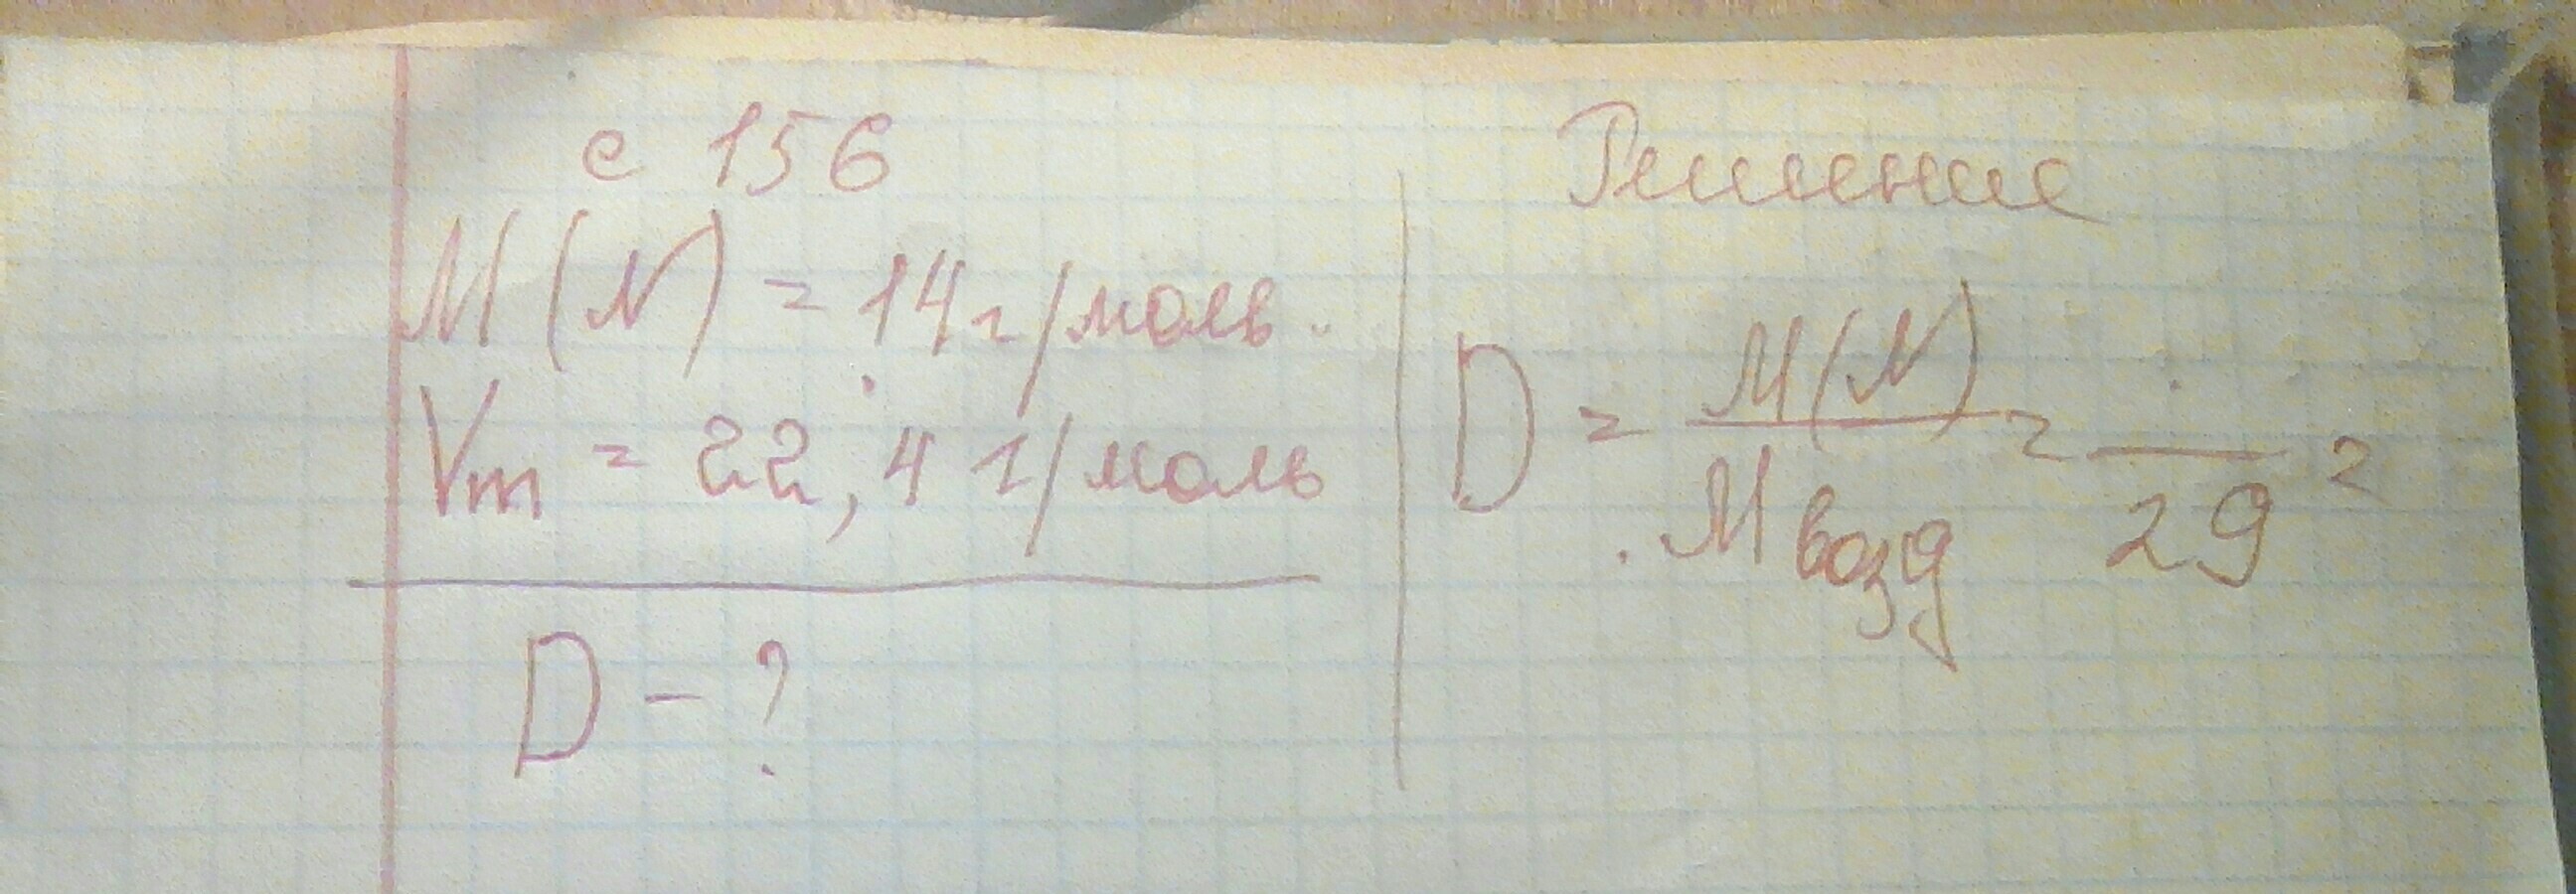 с 156
M(N) = 14 г/моль.
Vm = 22,4 г/моль
D - ?
Решение
D = M(N) / M возд = — / 29 =